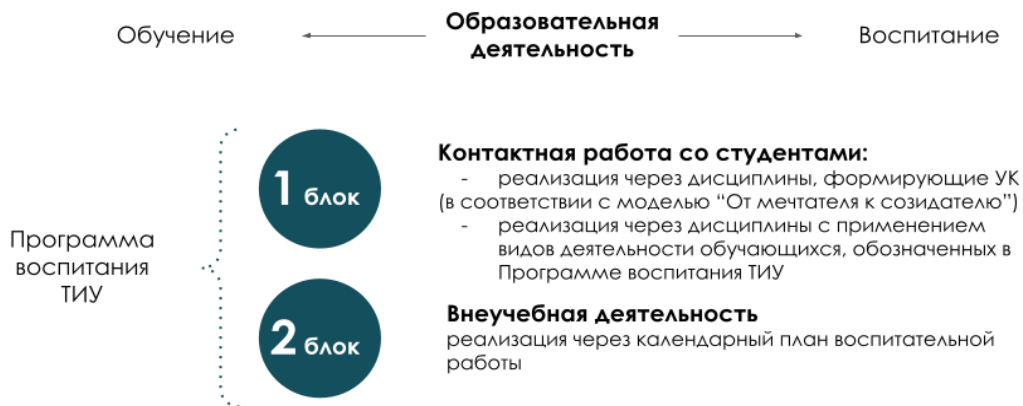 Обучение
Образовательная
деятельность
Воспитание
1 блок
Контактная работа со студентами:
- реализация через дисциплины, формирующие УК
(в соответствии с моделью “От мечтателя к созидателю”)
- реализация через дисциплины с применением
видов деятельности обучающихся, обозначенных в
Программе воспитания ТИУ
Программа
воспитания
ТИУ
2 блок
Внеучебная деятельность
реализация через календарный план воспитательной
работы